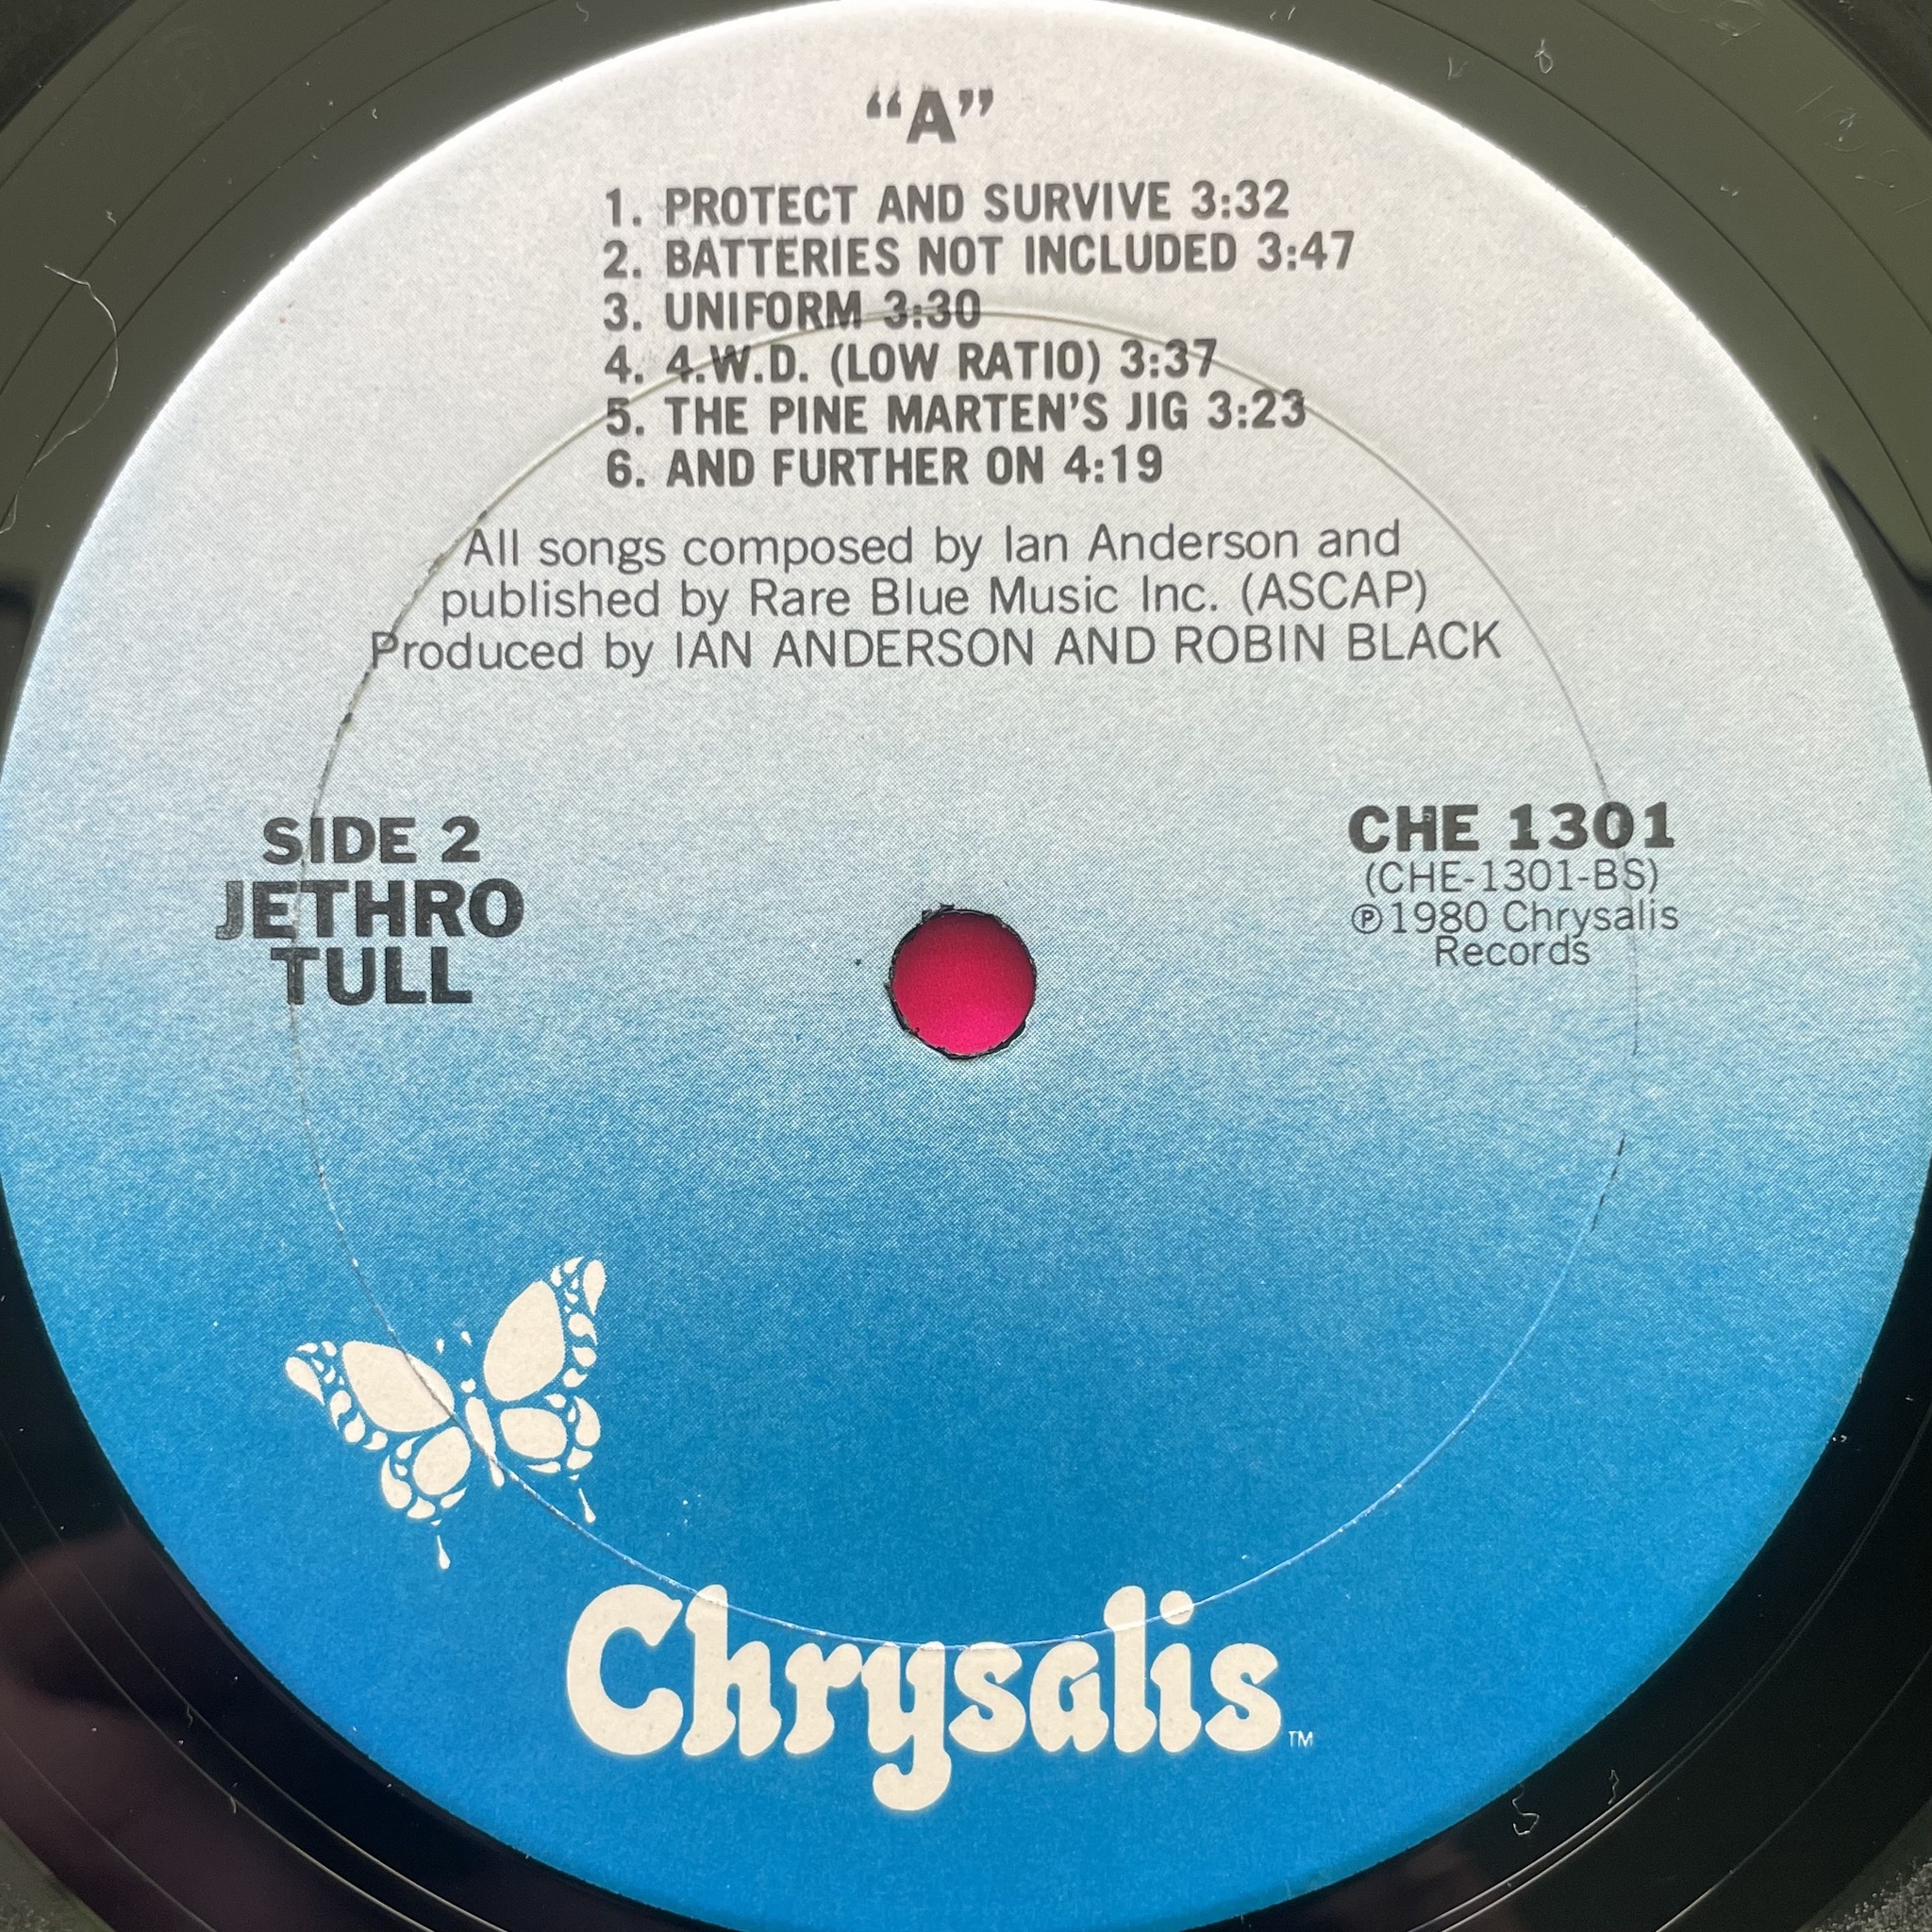 “A”
1. PROTECT AND SURVIVE 3:32
2. BATTERIES NOT INCLUDED 3:47
3. UNIFORM 3:30
4. 4.W.D. (LOW RATIO) 3:37
5. THE PINE MARTEN’S JIG 3:23
6. AND FURTHER ON 4:19
All songs composed by Ian Anderson and
published by Rare Blue Music Inc. (ASCAP)
Produced by IAN ANDERSON AND ROBIN BLACK
SIDE 2
JETHRO
TULL
CHE 1301
(CHE-1301-BS)
℗1980 Chrysalis
Records
Chrysalis™